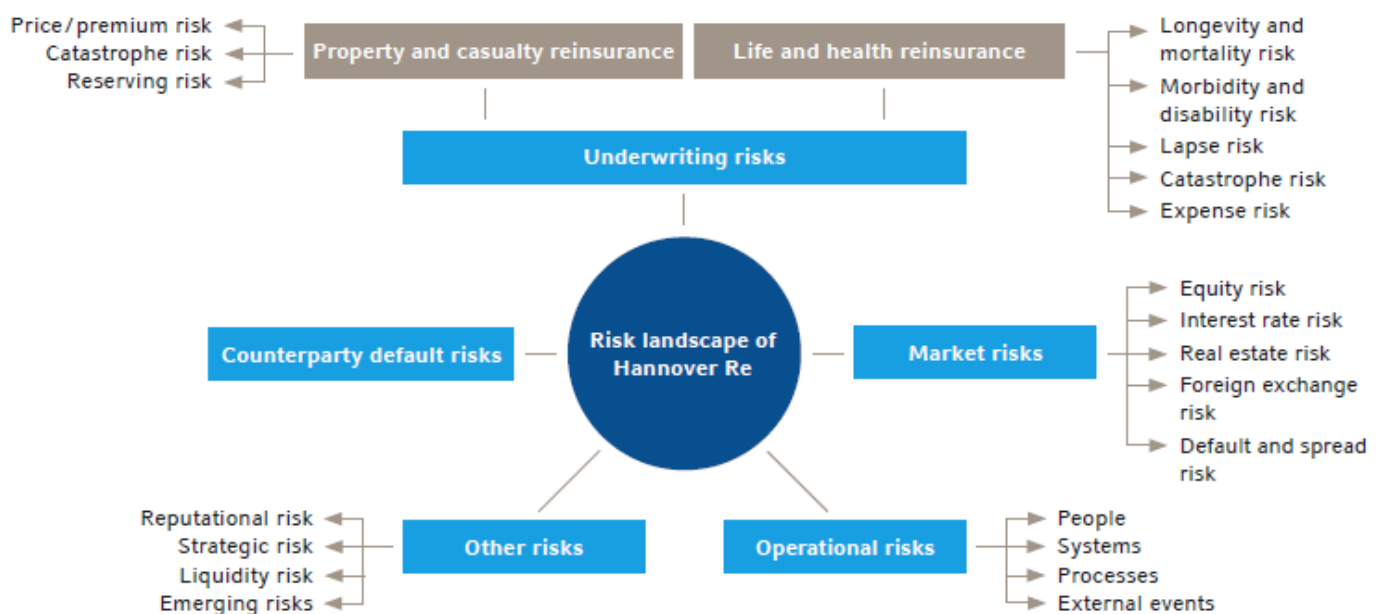 Price/premium risk
Catastrophe risk
Reserving risk
Property and casualty reinsurance
Life and health reinsurance
Longevity and
mortality risk
Morbidity and
disability risk
Lapse risk
Catastrophe risk
Expense risk
Underwriting risks
Counterparty default risks
Risk landscape of
Hannover Re
Market risks
Equity risk
Interest rate risk
Real estate risk
Foreign exchange
risk
Default and spread
risk
Reputational risk
Strategic risk
Liquidity risk
Emerging risks
Other risks
Operational risks
People
Systems
Processes
External events